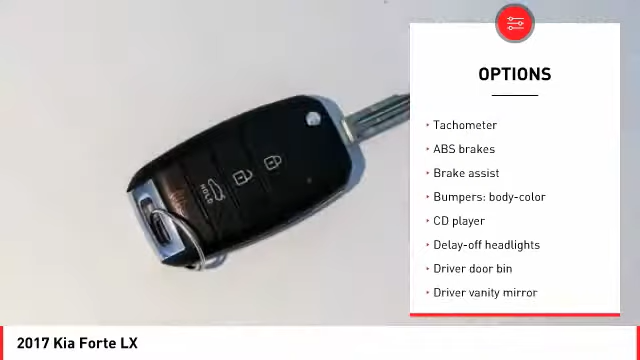 OPTIONS
Tachometer
ABS brakes
Brake assist
Bumpers: body-color
CD player
Delay-off headlights
Driver door bin
Driver vanity mirror
HOLD
2017 Kia Forte LX